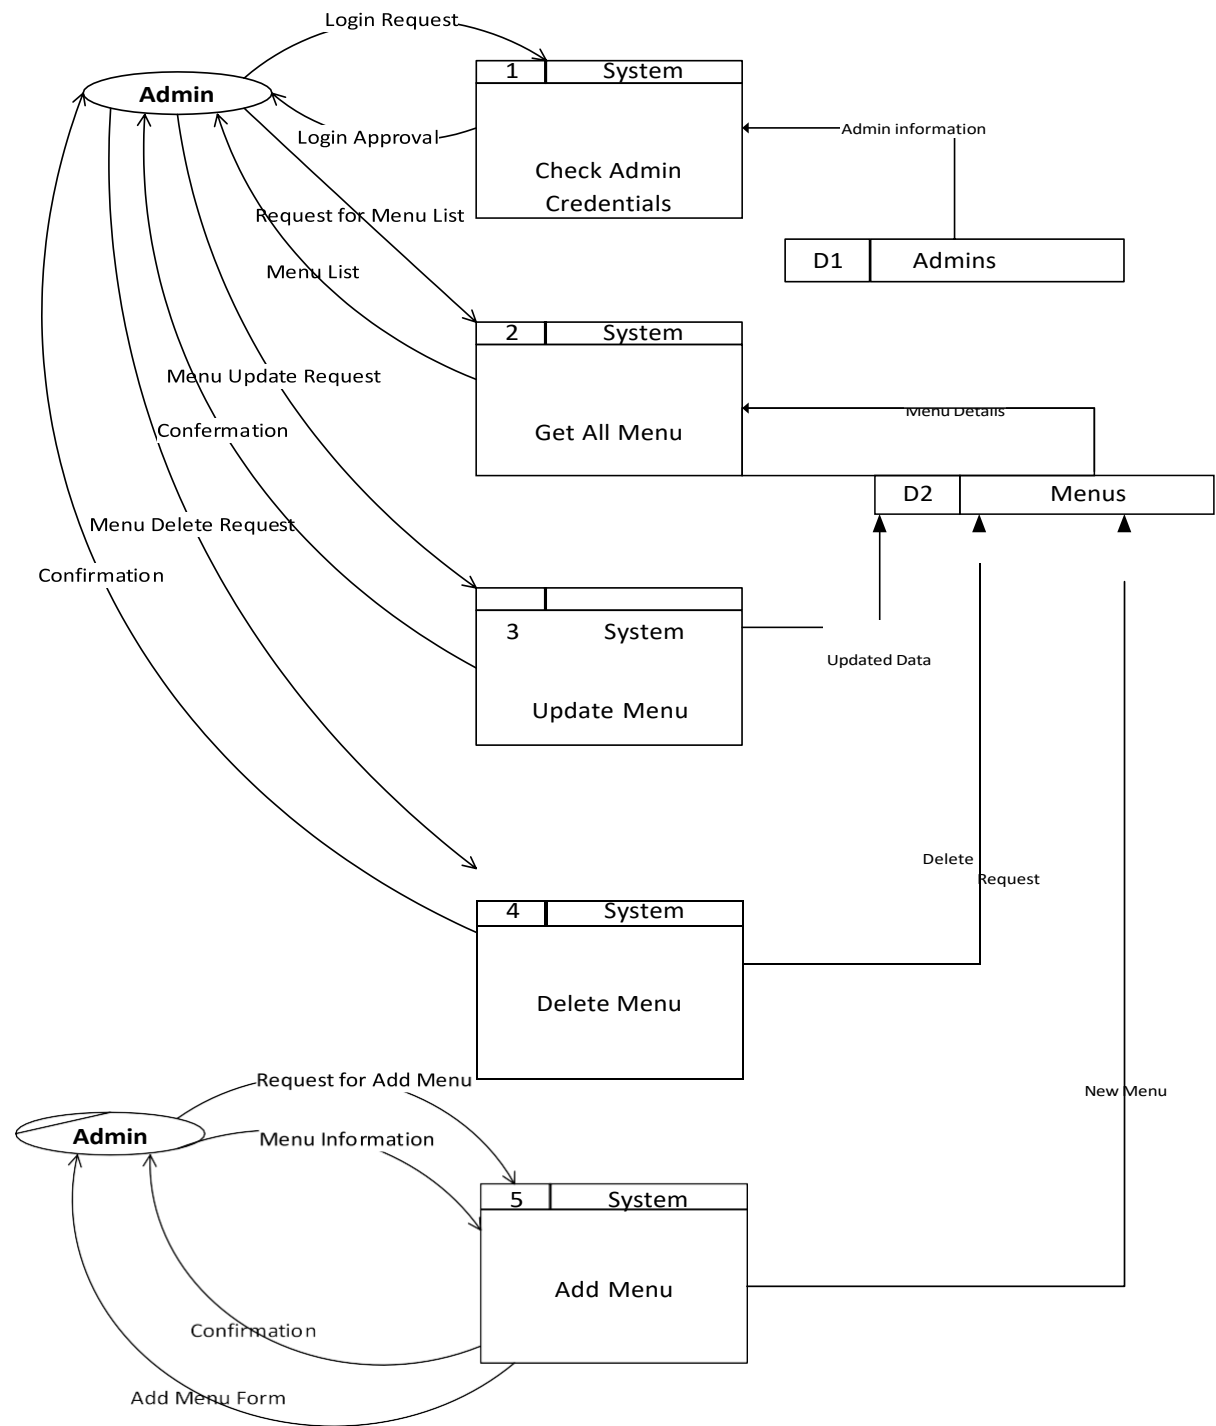 Login Request
1 System
Admin
Login Approval
Admin information
Check Admin
Credentials
Request for Menu List
D1 Admins
Menu List
2 System
Menu Update Request
Menu Details
Confermation
Get All Menu
D2 Menus
Menu Delete Request
Confirmation
3 System
Updated Data
Update Menu
Delete
Request
4 System
Delete Menu
Request for Add Menu
New Menu
Admin
Menu Information
5 System
Add Menu
Confirmation
Add Menu Form